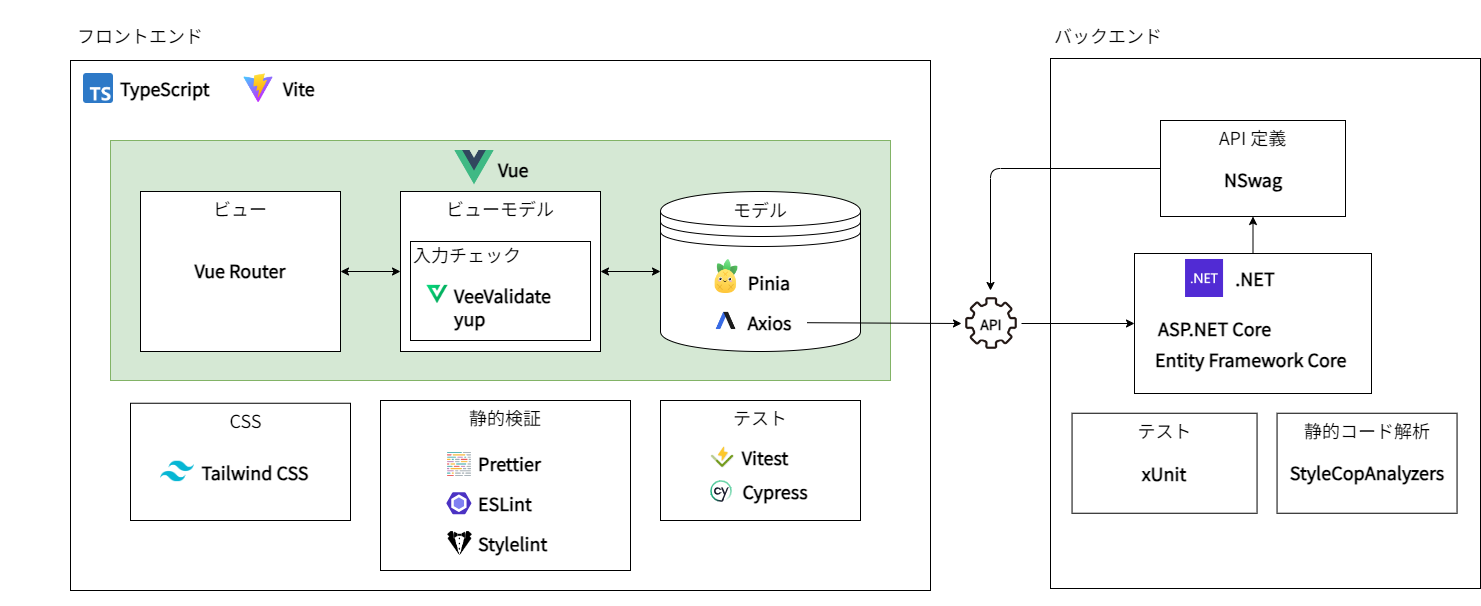 フロントエンド
TS TypeScript
Vite
Vue
ビュー
Vue Router
ビューモデル
入力チェック
VeeValidate
yup
モデル
Pinia
Axios
CSS
Tailwind CSS
静的検証
Prettier
ESLint
Stylelint
テスト
Vitest
cy Cypress
API
バックエンド
API 定義
NSwag
.NET .NET
ASP.NET Core
Entity Framework Core
テスト
xUnit
静的コード解析
StyleCopAnalyzers